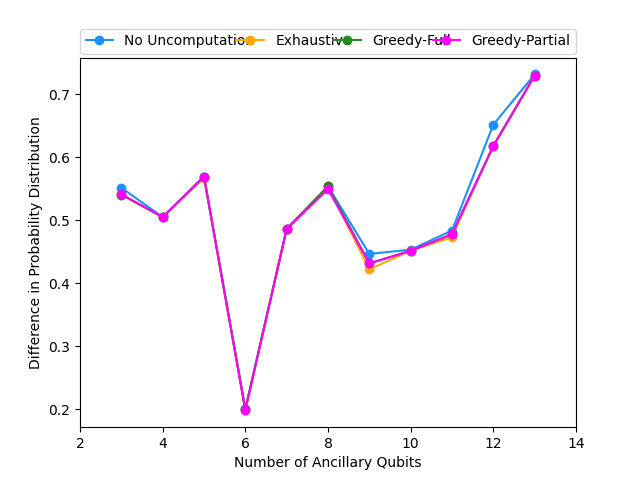 No Uncomputation Exhaustive Greedy-Full Greedy-Partial
0.7
0.6
0.5
0.4
0.3
0.2
Difference in Probability Distribution
2 4 6 8 10 12 14
Number of Ancillary Qubits